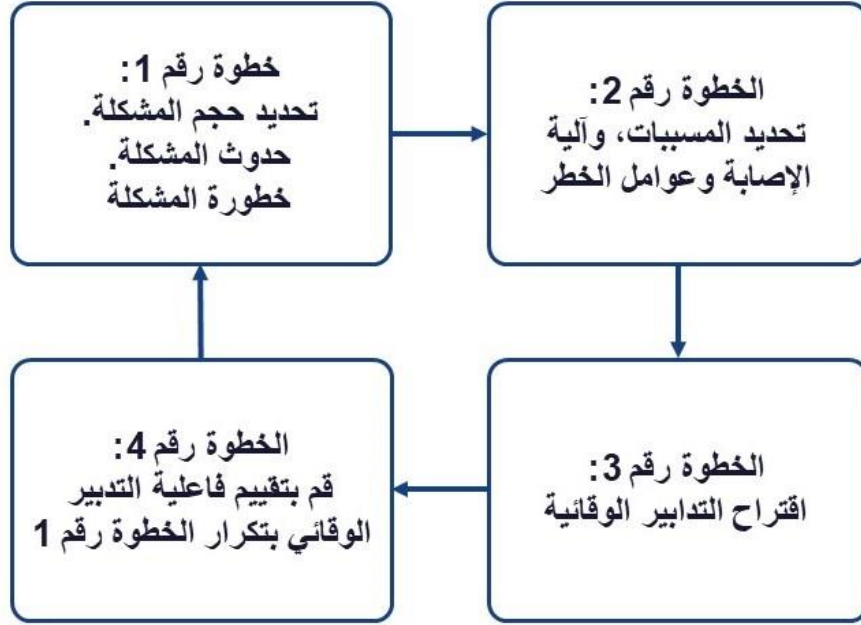 خطوة رقم 1:
تحديد حجم المشكلة.
حدوث المشكلة.
خطورة المشكلة
الخطوة رقم 2:
تحديد المسببات، وآلية
الإصابة وعوامل الخطر
الخطوة رقم 3:
اقتراح التدابير الوقائية
الخطوة رقم 4:
قم بتقييم فاعلية التدبير
الوقائي بتكرار الخطوة رقم 1